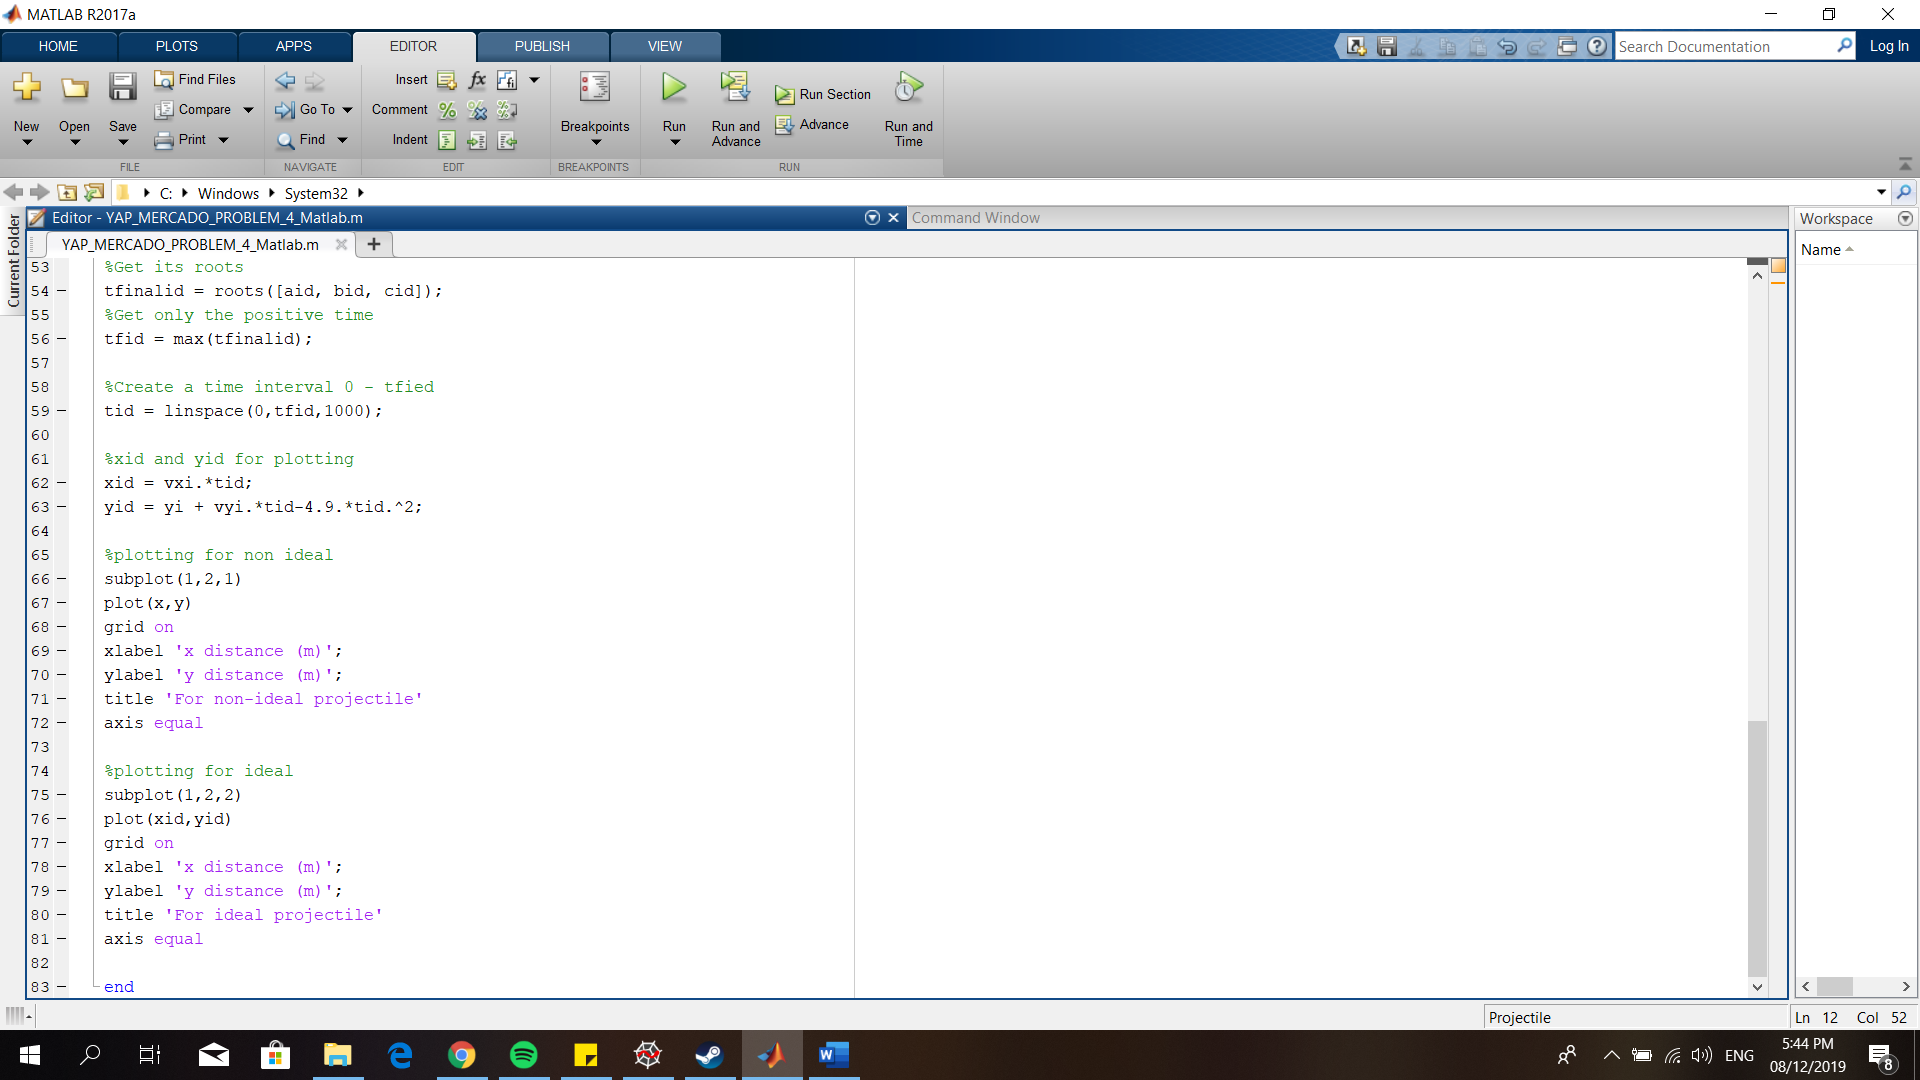 MATLAB R2017a
HOME PLOTS APPS EDITOR PUBLISH VIEW
Search Documentation
Log In
New
Open
Save
Find Files
Compare
Print
FILE
Go To
Find
NAVIGATE
Insert
fx
Comment
Indent
EDIT
Breakpoints
BREAKPOINTS
Run
Run and Advance
Run Section
Advance
Run and Time
RUN
C: Windows System32
Current Folder
Editor - YAP_MERCADO_PROBLEM_4_Matlab.m
Command Window
Workspace
YAP_MERCADO_PROBLEM_4_Matlab.m
Name
53 %Get its roots
54 – tfinalid = roots([aid, bid, cid]);
55 %Get only the positive time
56 – tfid = max(tfinalid);
57
58 %Create a time interval 0 - tfied
59 – tid = linspace(0,tfid,1000);
60
61 %xid and yid for plotting
62 – xid = vxi.*tid;
63 – yid = yi + vyi.*tid-4.9.*tid.^2;
64
65 %plotting for non ideal
66 – subplot(1,2,1)
67 – plot(x,y)
68 – grid on
69 – xlabel 'x distance (m)';
70 – ylabel 'y distance (m)';
71 – title 'For non-ideal projectile'
72 – axis equal
73
74 %plotting for ideal
75 – subplot(1,2,2)
76 – plot(xid,yid)
77 – grid on
78 – xlabel 'x distance (m)';
79 – ylabel 'y distance (m)';
80 – title 'For ideal projectile'
81 – axis equal
82
83 – end
Projectile
Ln 12 Col 52
ENG
5:44 PM
08/12/2019
8